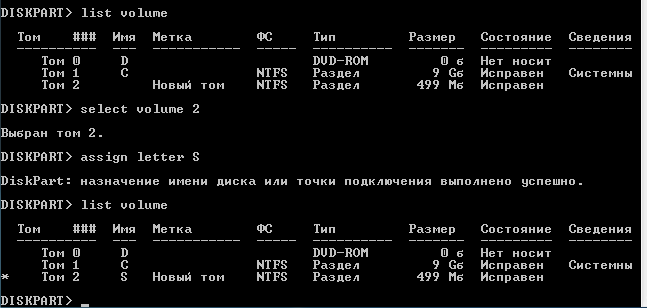 DISKPART> list volume
Том ### Имя Метка ФС Тип Размер Состояние Сведения
---------- --- ----------- ----- ---------- ------- --------- --------
Том 0 D DVD-ROM 0 б Нет носит
Том 1 C NTFS Раздел 9 Gб Исправен Системны
Том 2 Новый том NTFS Раздел 499 Mб Исправен
DISKPART> select volume 2
Выбран том 2.
DISKPART> assign letter S
DiskPart: назначение имени диска или точки подключения выполнено успешно.
DISKPART> list volume
Том ### Имя Метка ФС Тип Размер Состояние Сведения
---------- --- ----------- ----- ---------- ------- --------- --------
Том 0 D DVD-ROM 0 б Нет носит
Том 1 C NTFS Раздел 9 Gб Исправен Системны
* Том 2 S Новый том NTFS Раздел 499 Mб Исправен
DISKPART> _